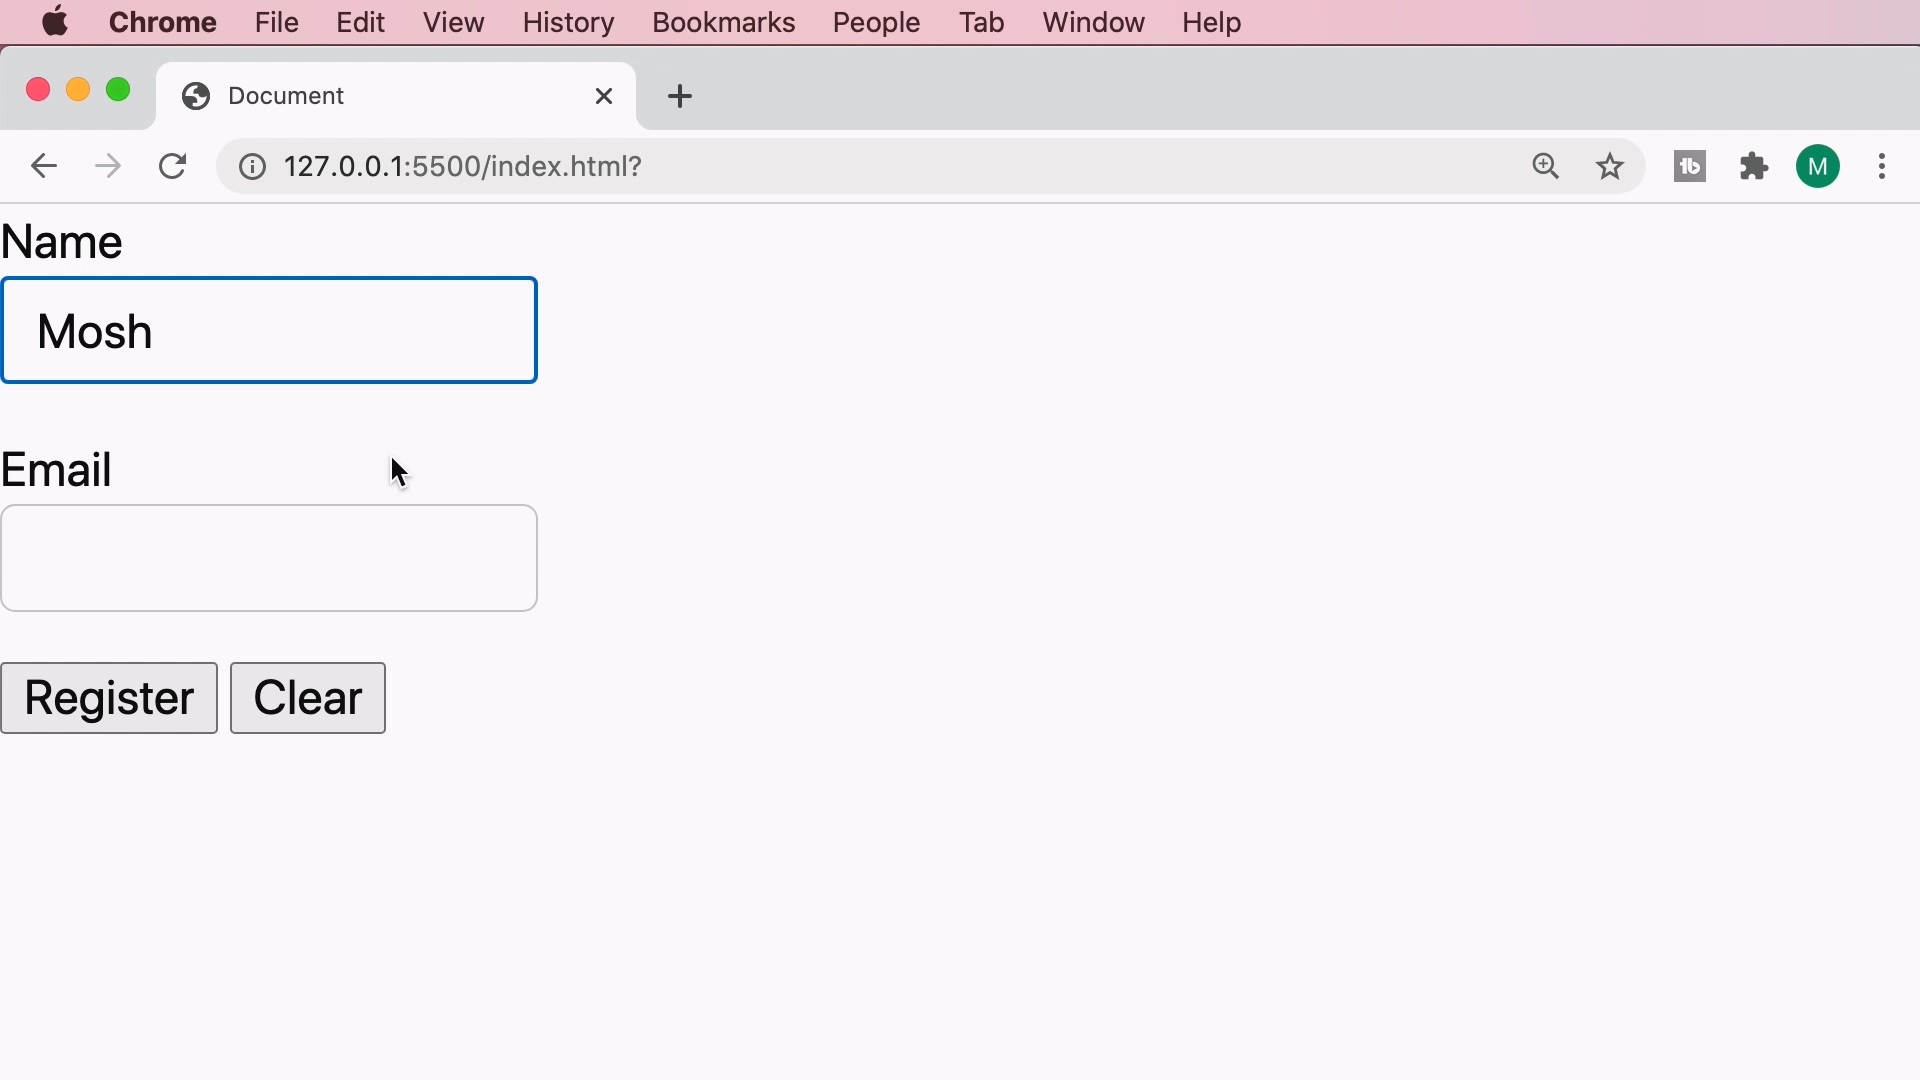 Chrome File Edit View History Bookmarks People Tab Window Help
Document
127.0.0.1:5500/index.html?
M
Name
Mosh
Email
Register Clear